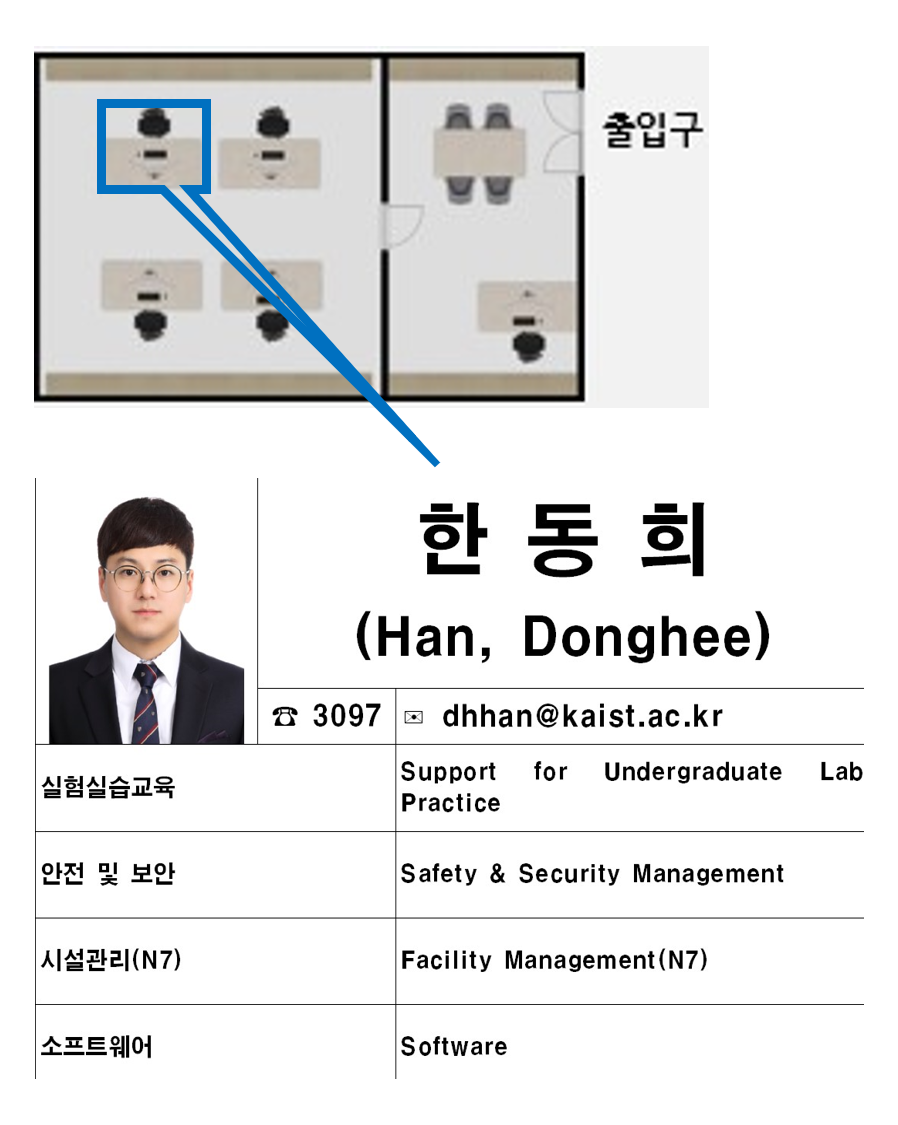 출입구
한 동 희
(Han, Donghee)
☎ 3097
✉ dhhan@kaist.ac.kr
실험실습교육
Support for Undergraduate Lab
Practice
안전 및 보안
Safety & Security Management
시설관리(N7)
Facility Management(N7)
소프트웨어
Software